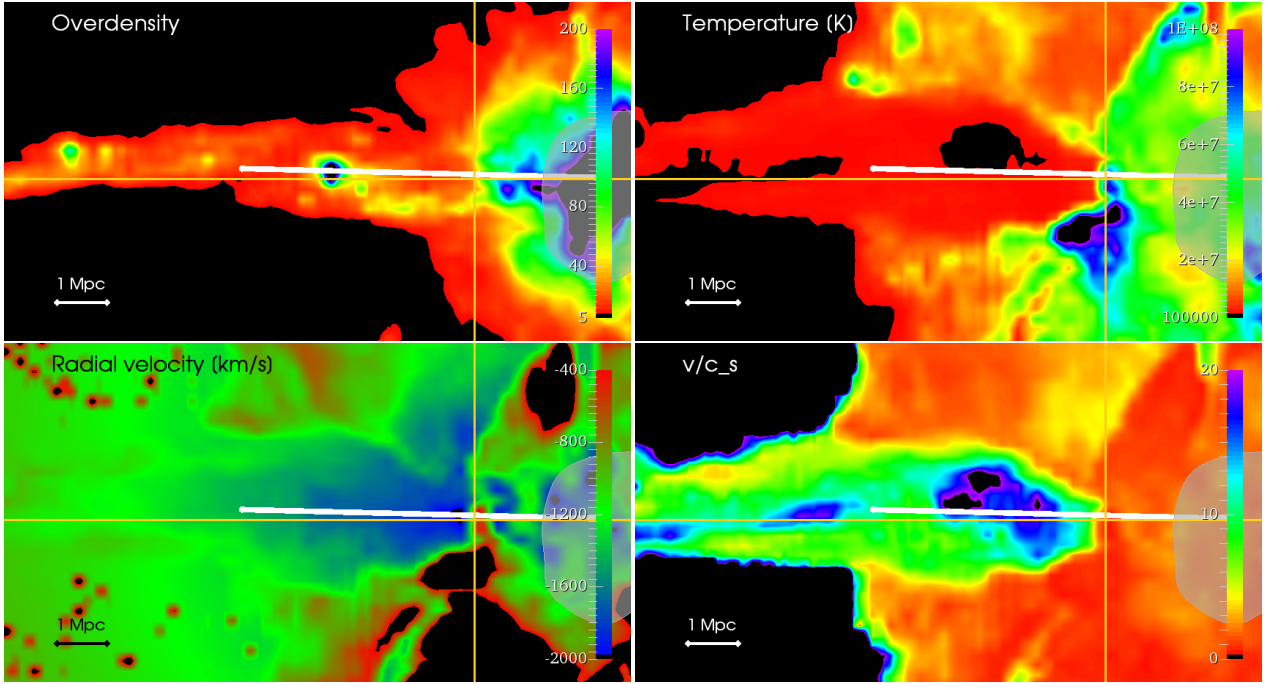 Overdensity
200
160
120
80
40
5
1 Mpc
Temperature (K)
1E+08
8e+7
6e+7
4e+7
2e+7
100000
1 Mpc
Radial velocity (km/s)
-400
-800
-1200
-1600
-2000
1 Mpc
v/c_s
20
10
0
1 Mpc